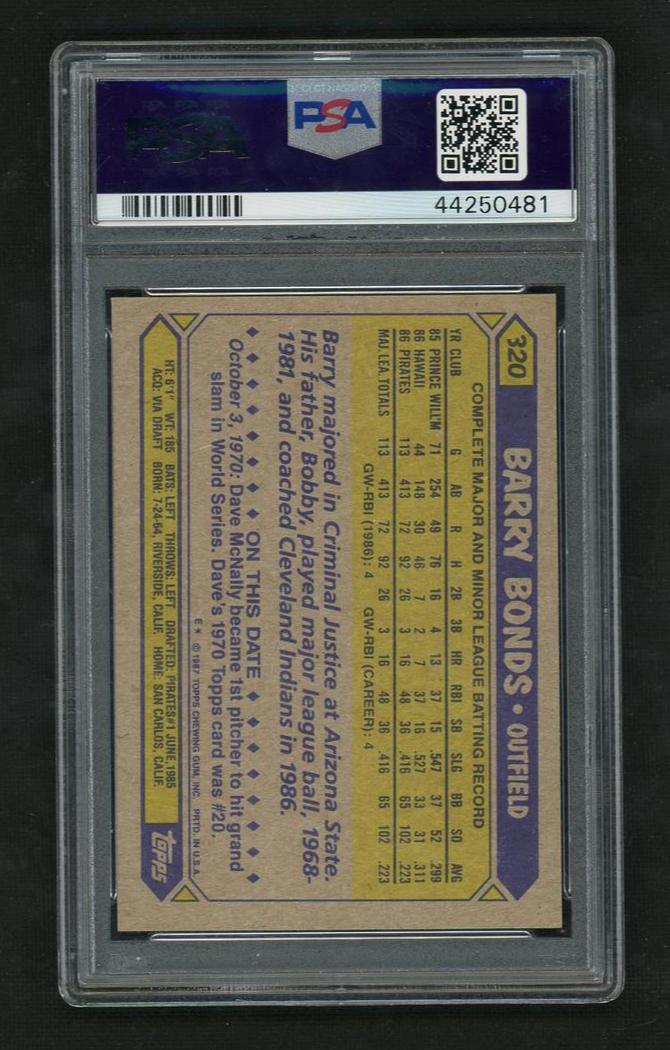 PSA
PSA
44250481
320
BARRY BONDS • OUTFIELD
COMPLETE MAJOR AND MINOR LEAGUE BATTING RECORD
YR CLUB G AB R H 2B 3B HR RBI SB SLG BB SO AVG
85 PRINCE WILL'M 71 254 49 76 16 4 13 37 15 .547 37 52 .299
86 HAWAII 44 148 30 46 7 2 7 37 16 .527 33 31 .311
86 PIRATES 113 413 72 92 26 3 16 48 36 .416 65 102 .223
MAJ. LEA. TOTALS 113 413 72 92 26 3 16 48 36 .416 65 102 .223
GW-RBI (1986): 4 GW-RBI (CAREER): 4
Barry majored in Criminal Justice at Arizona State.
His father, Bobby, played major league ball, 1968-
1981, and coached Cleveland Indians in 1986.
♦ ♦ ♦ ♦ ♦ ♦ ♦ ♦ ♦ ON THIS DATE ♦ ♦ ♦ ♦ ♦ ♦ ♦ ♦ ♦
October 3, 1970: Dave McNally became 1st pitcher to hit grand
slam in World Series. Dave's 1970 Topps card was #20.
E* © 1987 TOPPS CHEWING GUM, INC. PRTD. IN U.S.A.
HT: 6'1" WT: 185 BATS: LEFT THROWS: LEFT DRAFTED: PIRATES #1 JUNE, 1985
ACQ: VIA DRAFT BORN: 7-24-64, RIVERSIDE, CALIF. HOME: SAN CARLOS, CALIF.
topps